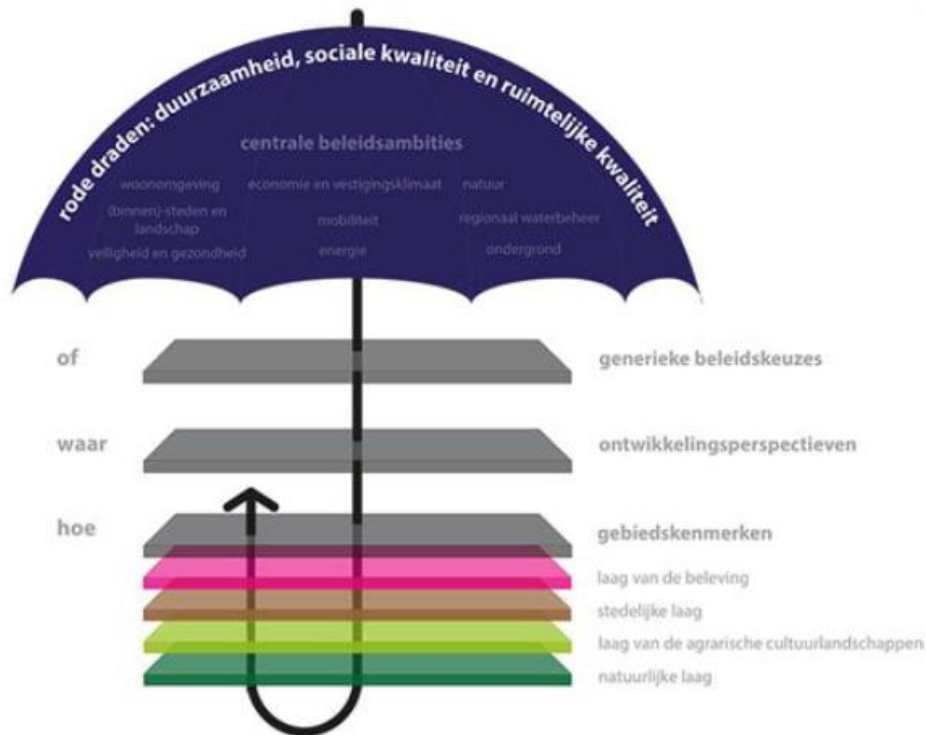 rode draden: duurzaamheid, sociale kwaliteit en ruimtelijke kwaliteit
centrale beleidsambities
woonomgeving
economie en vestigingsklimaat
natuur
(binnen)-steden en
landschap
mobiliteit
regionaal waterbeheer
veiligheid en gezondheid
energie
ondergrond
of
generieke beleidskeuzes
waar
ontwikkelingsperspectieven
hoe
gebiedskenmerken
laag van de beleving
stedelijke laag
laag van de agrarische cultuurlandschappen
natuurlijke laag